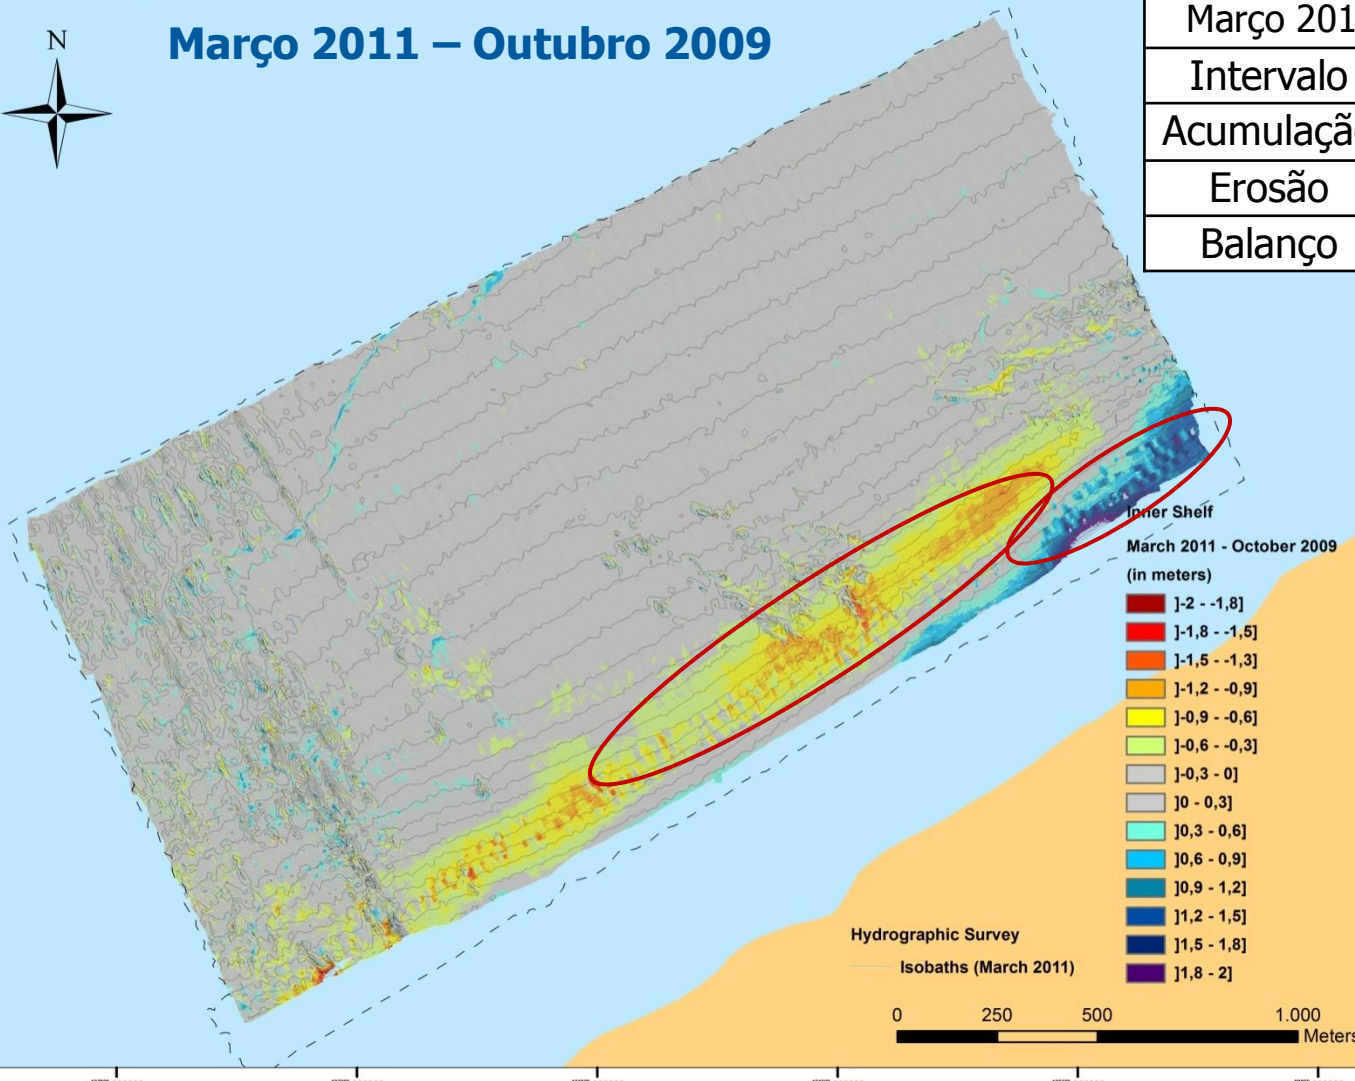 N
Março 2011 – Outubro 2009
Março 201
Intervalo
Acumulaçã
Erosão
Balanço
Inner Shelf
March 2011 - October 2009
(in meters)
]-2 - -1,8]
]-1,8 - -1,5]
]-1,5 - -1,3]
]-1,2 - -0,9]
]-0,9 - -0,6]
]-0,6 - -0,3]
]-0,3 - 0]
]0 - 0,3]
]0,3 - 0,6]
]0,6 - 0,9]
]0,9 - 1,2]
]1,2 - 1,5]
]1,5 - 1,8]
]1,8 - 2]
Hydrographic Survey
Isobaths (March 2011)
0 250 500 1.000
Meters